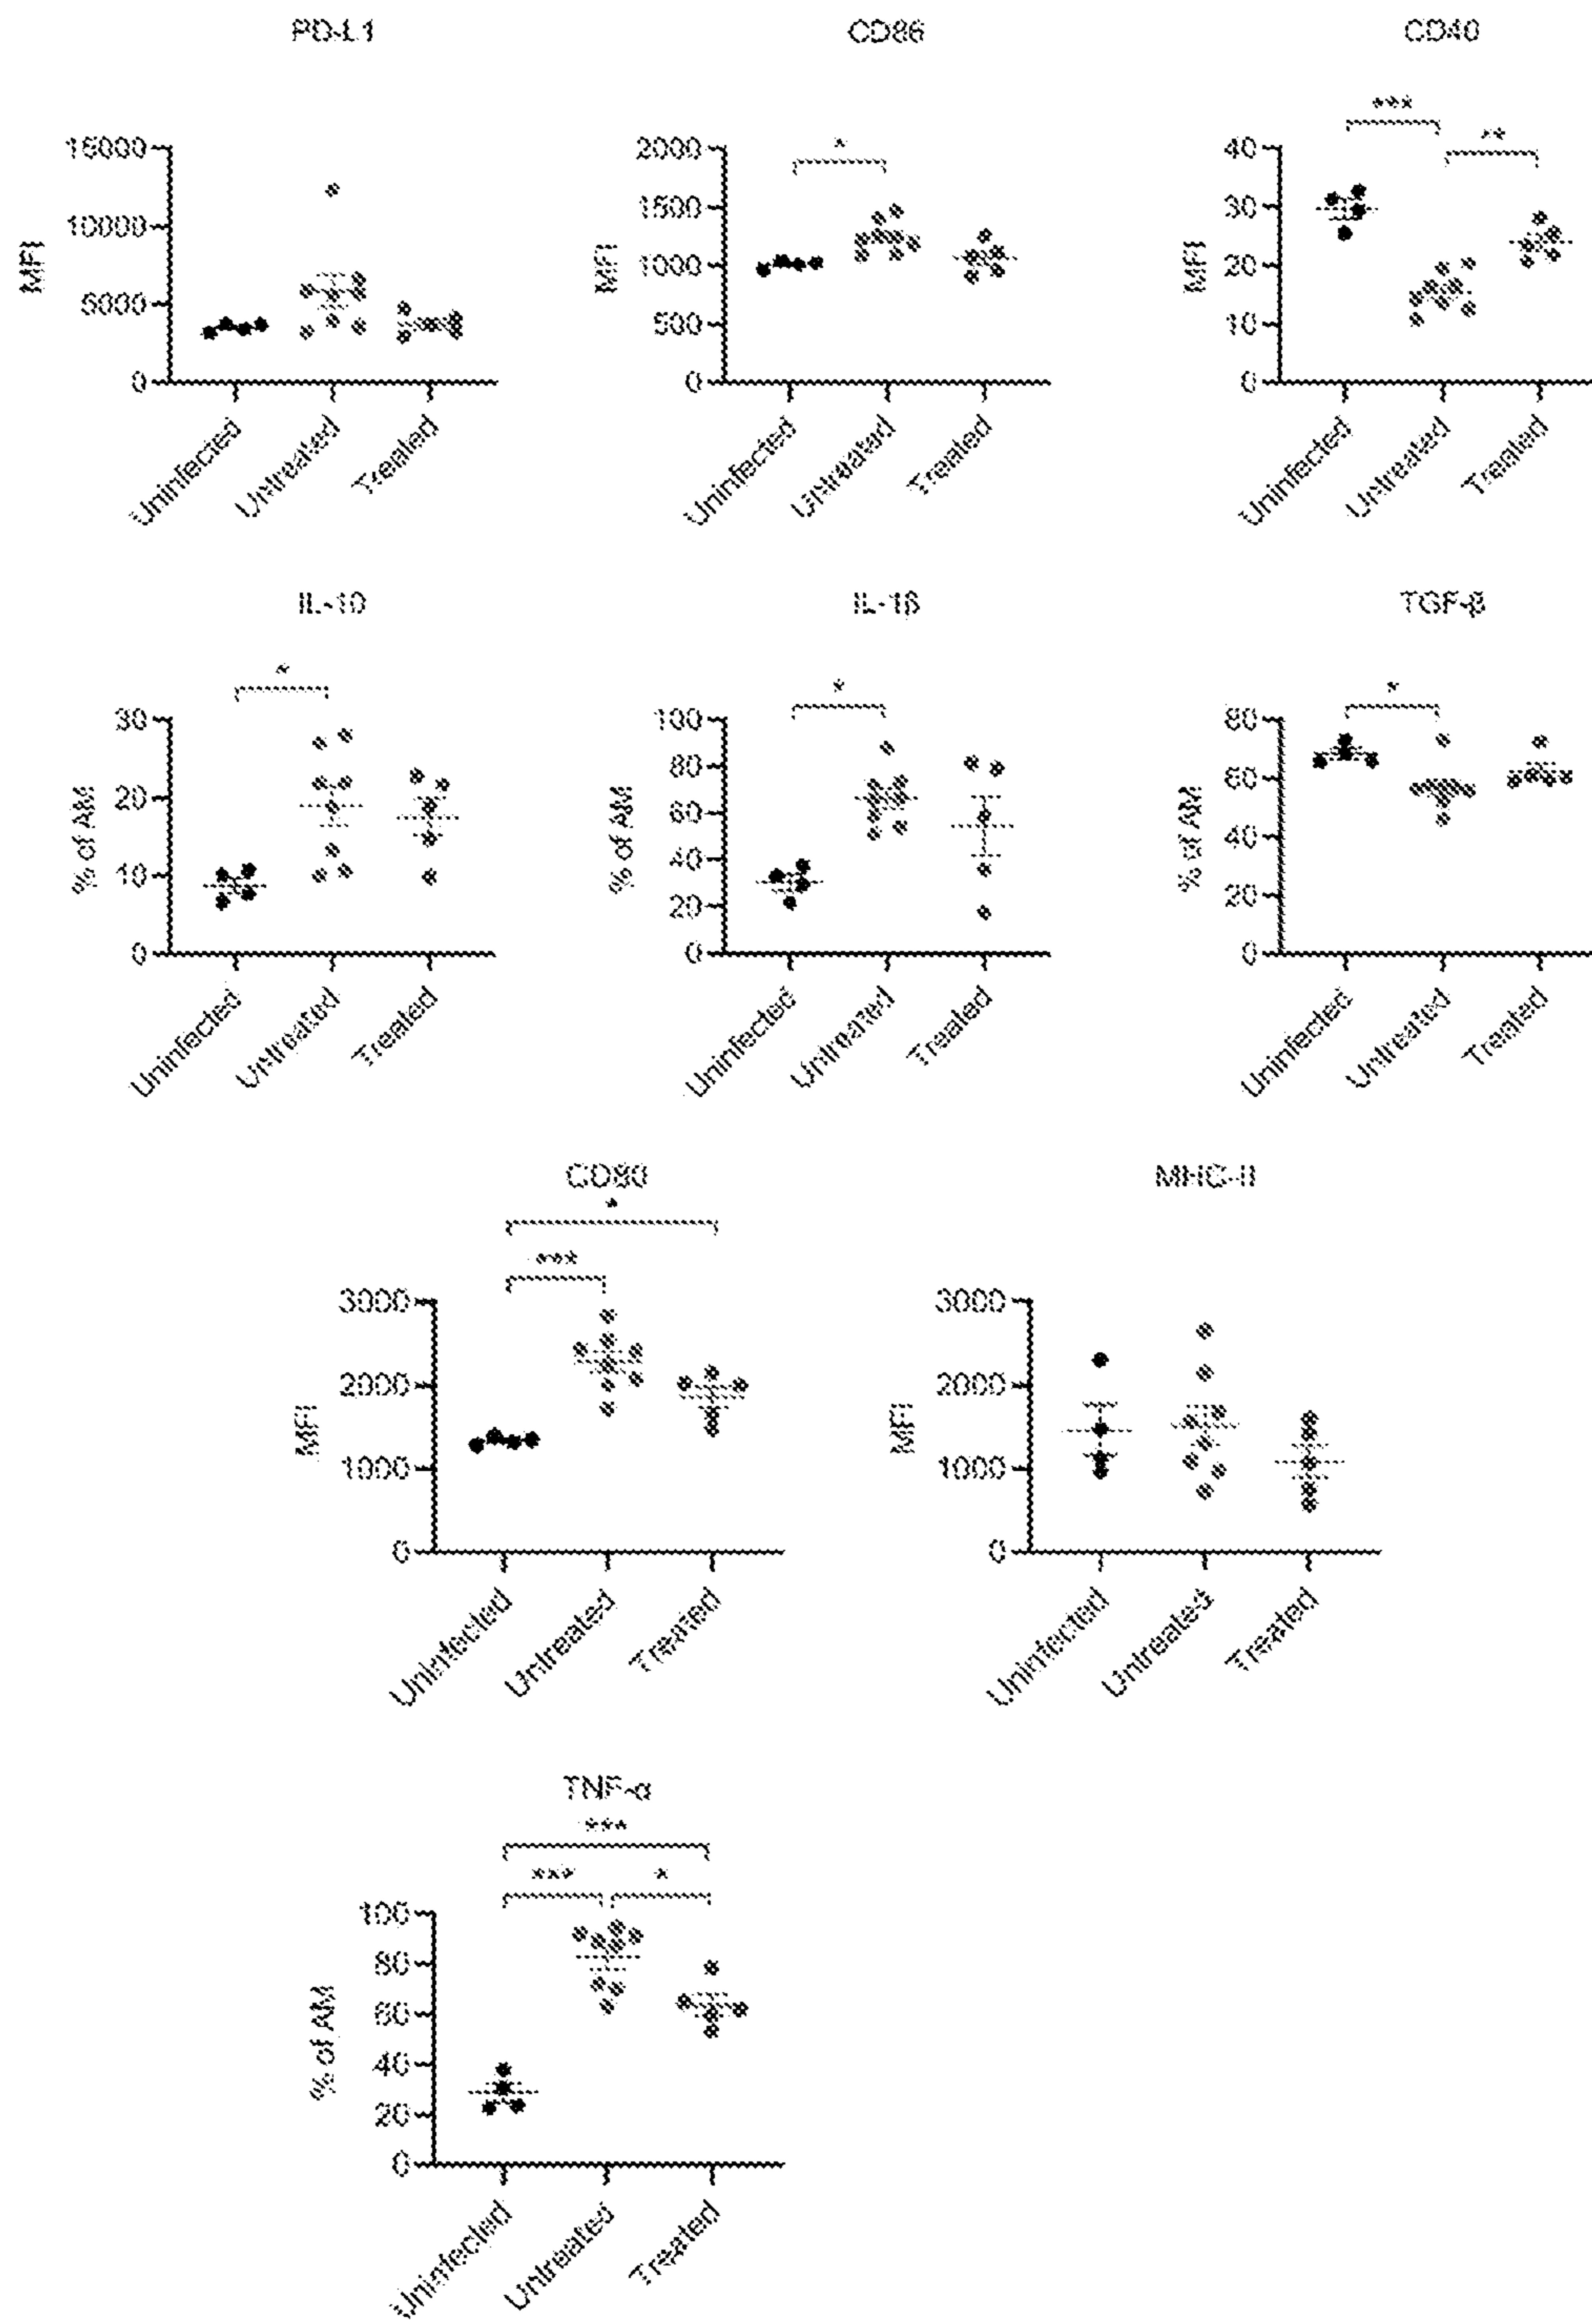 PD-L1
CD86
CD40
*
***
**
15000
10000
5000
0
MFI
2000
1500
1000
500
0
MFI
40
30
20
10
0
MFI
Uninfected
Untreated
Treated
Uninfected
Untreated
Treated
Uninfected
Untreated
Treated
IL-10
IL-1β
TGF-β
*
*
*
30
20
10
0
% of AM
100
80
60
40
20
0
% of AM
80
60
40
20
0
% of AM
Uninfected
Untreated
Treated
Uninfected
Untreated
Treated
Uninfected
Untreated
Treated
CD80
MHC-II
*
***
3000
2000
1000
0
MFI
3000
2000
1000
0
MFI
Uninfected
Untreated
Treated
Uninfected
Untreated
Treated
TNF-α
***
***
*
100
80
60
40
20
0
% of AM
Uninfected
Untreated
Treated